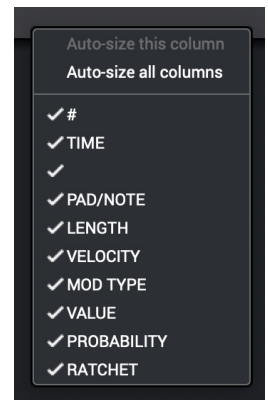 Auto-size this column
Auto-size all columns
#
TIME
PAD/NOTE
LENGTH
VELOCITY
MOD TYPE
VALUE
PROBABILITY
RATCHET